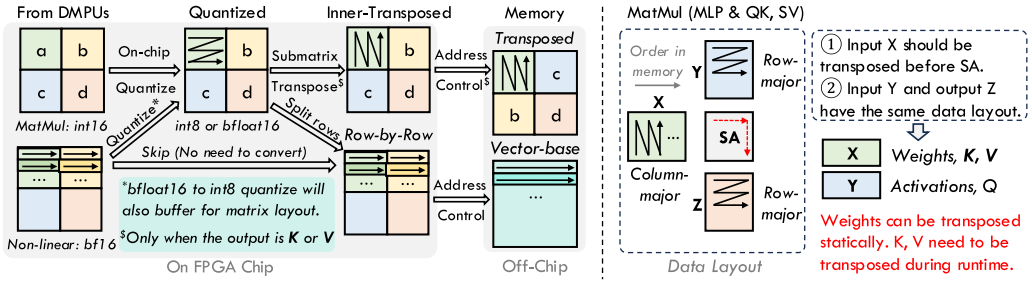 From DMPUs
Quantized
Inner-Transposed
Memory
a
b
c
d
On-chip
Quantize
b
c
d
Submatrix
Transpose$
b
c
d
Address
Control$
Transposed
c
b
d
MatMul: int16
Quantize*
int8 or bfloat16
Split rows
Row-by-Row
Skip (No need to convert)
...
...
Vector-base
...
Address
Control
*bfloat16 to int8 quantize will
also buffer for matrix layout.
$Only when the output is K or V
Non-linear: bf16
On FPGA Chip
Off-Chip
MatMul (MLP & QK, SV)
Order in
memory
Y
Row-
major
X
...
SA
Column-
major
Z
Row-
major
Data Layout
① Input X should be
transposed before SA.
② Input Y and output Z
have the same data layout.
X
Weights, K, V
Y
Activations, Q
Weights can be transposed
statically. K, V need to be
transposed during runtime.